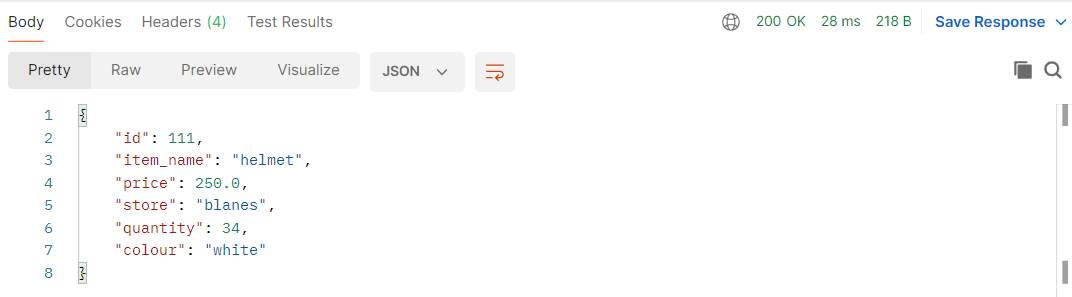 Body Cookies Headers (4) Test Results 200 OK 28 ms 218 B Save Response
Pretty Raw Preview Visualize JSON
1 {
2 "id": 111,
3 "item_name": "helmet",
4 "price": 250.0,
5 "store": "blanes",
6 "quantity": 34,
7 "colour": "white"
8 }